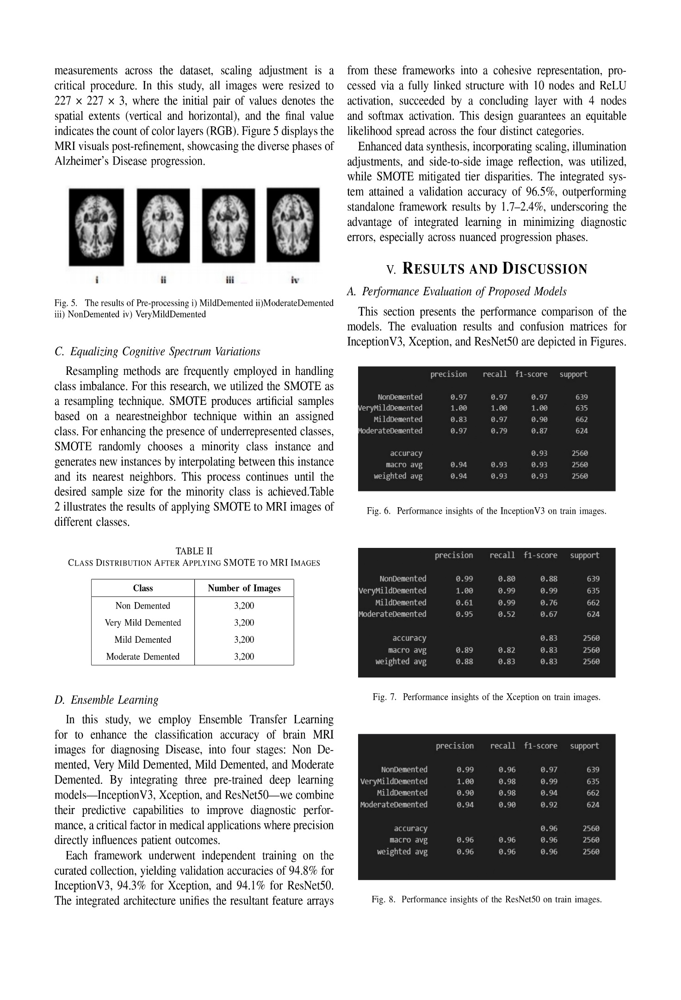 measurements across the dataset, scaling adjustment is a
critical procedure. In this study, all images were resized to
227 × 227 × 3, where the initial pair of values denotes the
spatial extents (vertical and horizontal), and the final value
indicates the count of color layers (RGB). Figure 5 displays the
MRI visuals post-refinement, showcasing the diverse phases of
Alzheimer's Disease progression.
i ii iii iv
Fig. 5. The results of Pre-processing i) MildDemented ii)ModerateDemented
iii) NonDemented iv) VeryMildDemented
C. Equalizing Cognitive Spectrum Variations
Resampling methods are frequently employed in handling
class imbalance. For this research, we utilized the SMOTE as
a resampling technique. SMOTE produces artificial samples
based on a nearestneighbor technique within an assigned
class. For enhancing the presence of underrepresented classes,
SMOTE randomly chooses a minority class instance and
generates new instances by interpolating between this instance
and its nearest neighbors. This process continues until the
desired sample size for the minority class is achieved.Table
2 illustrates the results of applying SMOTE to MRI images of
different classes.
TABLE II
CLASS DISTRIBUTION AFTER APPLYING SMOTE TO MRI IMAGES
Class Number of Images
Non Demented 3,200
Very Mild Demented 3,200
Mild Demented 3,200
Moderate Demented 3,200
D. Ensemble Learning
In this study, we employ Ensemble Transfer Learning
for to enhance the classification accuracy of brain MRI
images for diagnosing Disease, into four stages: Non De-
mented, Very Mild Demented, Mild Demented, and Moderate
Demented. By integrating three pre-trained deep learning
models—InceptionV3, Xception, and ResNet50—we combine
their predictive capabilities to improve diagnostic perfor-
mance, a critical factor in medical applications where precision
directly influences patient outcomes.
Each framework underwent independent training on the
curated collection, yielding validation accuracies of 94.8% for
InceptionV3, 94.3% for Xception, and 94.1% for ResNet50.
The integrated architecture unifies the resultant feature arrays
from these frameworks into a cohesive representation, pro-
cessed via a fully linked structure with 10 nodes and ReLU
activation, succeeded by a concluding layer with 4 nodes
and softmax activation. This design guarantees an equitable
likelihood spread across the four distinct categories.
Enhanced data synthesis, incorporating scaling, illumination
adjustments, and side-to-side image reflection, was utilized,
while SMOTE mitigated tier disparities. The integrated sys-
tem attained a validation accuracy of 96.5%, outperforming
standalone framework results by 1.7–2.4%, underscoring the
advantage of integrated learning in minimizing diagnostic
errors, especially across nuanced progression phases.
V. RESULTS AND DISCUSSION
A. Performance Evaluation of Proposed Models
This section presents the performance comparison of the
models. The evaluation results and confusion matrices for
InceptionV3, Xception, and ResNet50 are depicted in Figures.
precision recall f1-score support
NonDemented 0.97 0.97 0.97 639
VeryMildDemented 1.00 1.00 1.00 635
MildDemented 0.83 0.97 0.90 662
ModerateDemented 0.97 0.79 0.87 624
accuracy 0.93 2560
macro avg 0.94 0.93 0.93 2560
weighted avg 0.94 0.93 0.93 2560
Fig. 6. Performance insights of the InceptionV3 on train images.
precision recall f1-score support
NonDemented 0.99 0.80 0.88 639
VeryMildDemented 1.00 0.99 0.99 635
MildDemented 0.61 0.99 0.76 662
ModerateDemented 0.95 0.52 0.67 624
accuracy 0.83 2560
macro avg 0.89 0.82 0.83 2560
weighted avg 0.88 0.83 0.83 2560
Fig. 7. Performance insights of the Xception on train images.
precision recall f1-score support
NonDemented 0.99 0.96 0.97 639
VeryMildDemented 1.00 0.98 0.99 635
MildDemented 0.90 0.98 0.94 662
ModerateDemented 0.94 0.90 0.92 624
accuracy 0.96 2560
macro avg 0.96 0.96 0.96 2560
weighted avg 0.96 0.96 0.96 2560
Fig. 8. Performance insights of the ResNet50 on train images.